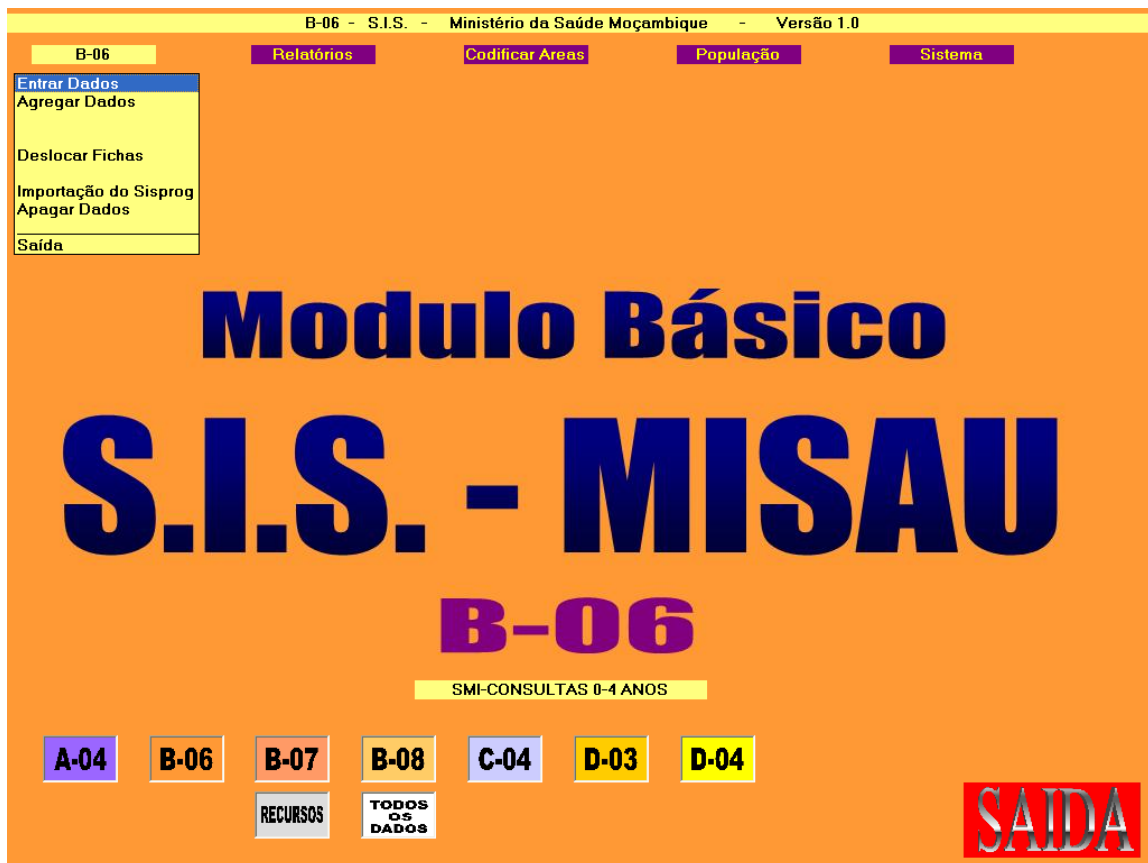 B-06 - S.I.S. - Ministério da Saúde Moçambique - Versão 1.0
B-06 Relatórios Codificar Areas População Sistema
Entrar Dados
Agregar Dados
Deslocar Fichas
Importação do Sisprog
Apagar Dados
Saída
Modulo Básico
S.I.S. - MISAU
B-06
SMI-CONSULTAS 0-4 ANOS
A-04 B-06 B-07 B-08 C-04 D-03 D-04
RECURSOS
TODOS
OS
DADOS
SAIDA